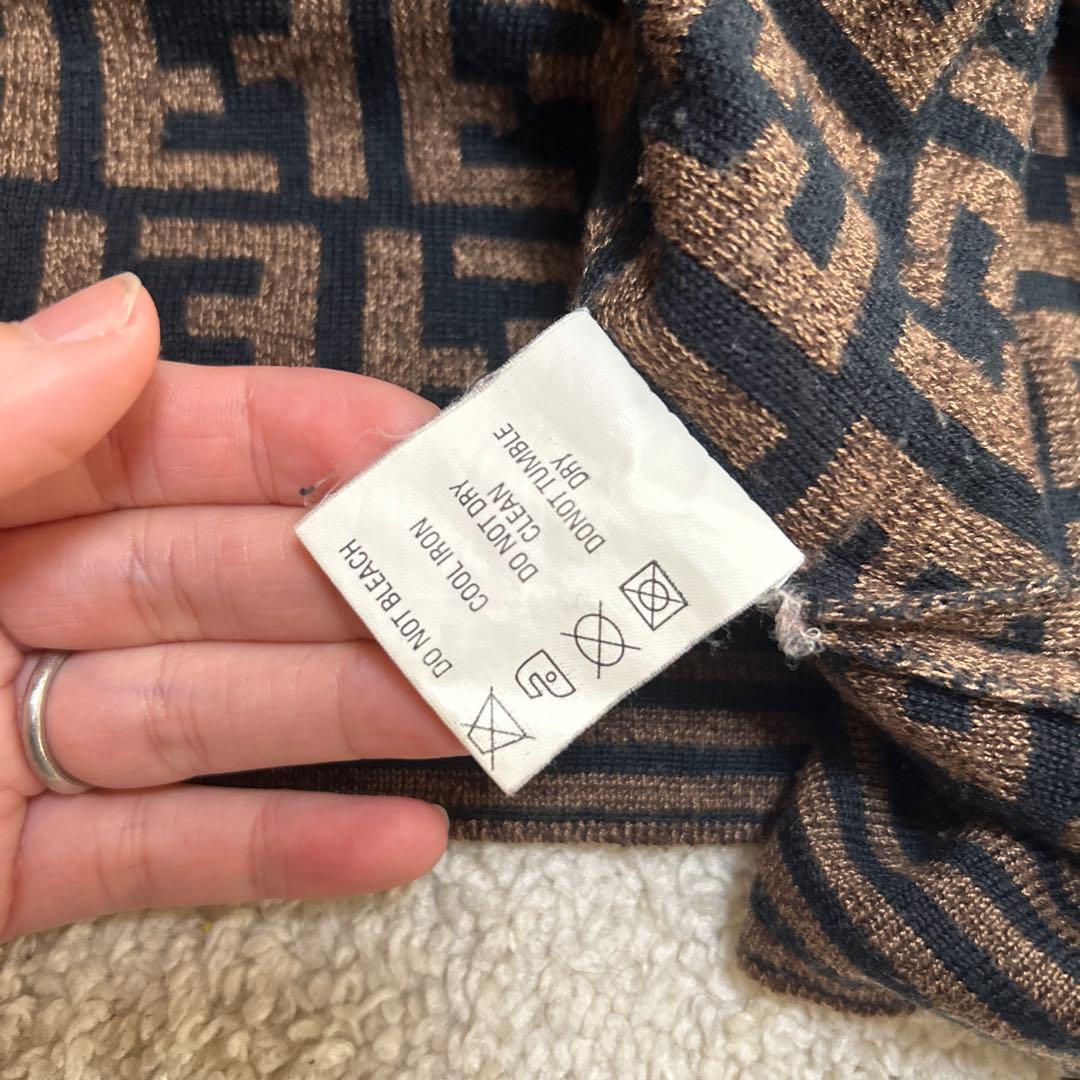 DO NOT BLEACH
COOL IRON
DO NOT DRY
CLEAN
DONOT TUMBLE
DRY